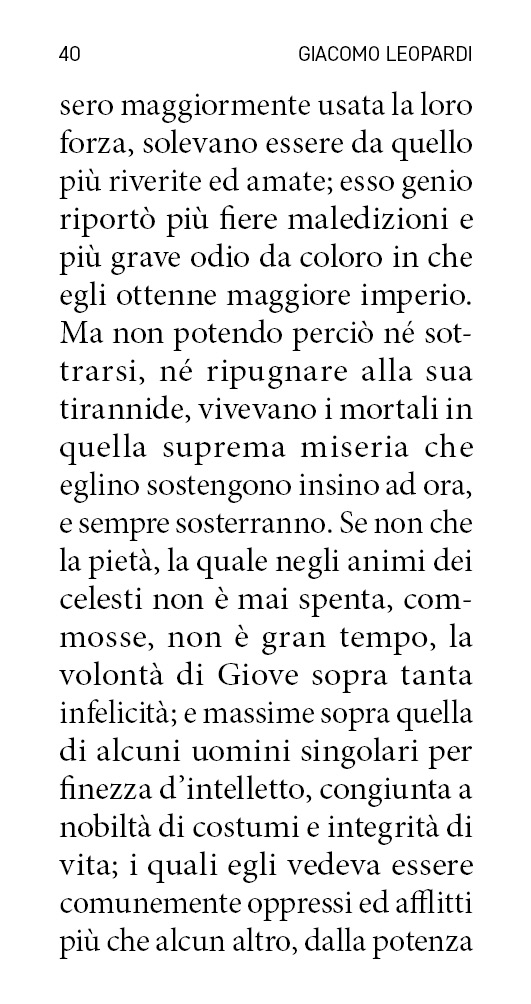 40 GIACOMO LEOPARDI
sero maggiormente usata la loro
forza, solevano essere da quello
più riverite ed amate; esso genio
riportò più fiere maledizioni e
più grave odio da coloro in che
egli ottenne maggiore imperio.
Ma non potendo perciò né sot-
trarsi, né ripugnare alla sua
tirannide, vivevano i mortali in
quella suprema miseria che
eglino sostengono insino ad ora,
e sempre sosterranno. Se non che
la pietà, la quale negli animi dei
celesti non è mai spenta, com-
mosse, non è gran tempo, la
volontà di Giove sopra tanta
infelicità; e massime sopra quella
di alcuni uomini singolari per
finezza d’intelletto, congiunta a
nobiltà di costumi e integrità di
vita; i quali egli vedeva essere
comunemente oppressi ed afflitti
più che alcun altro, dalla potenza